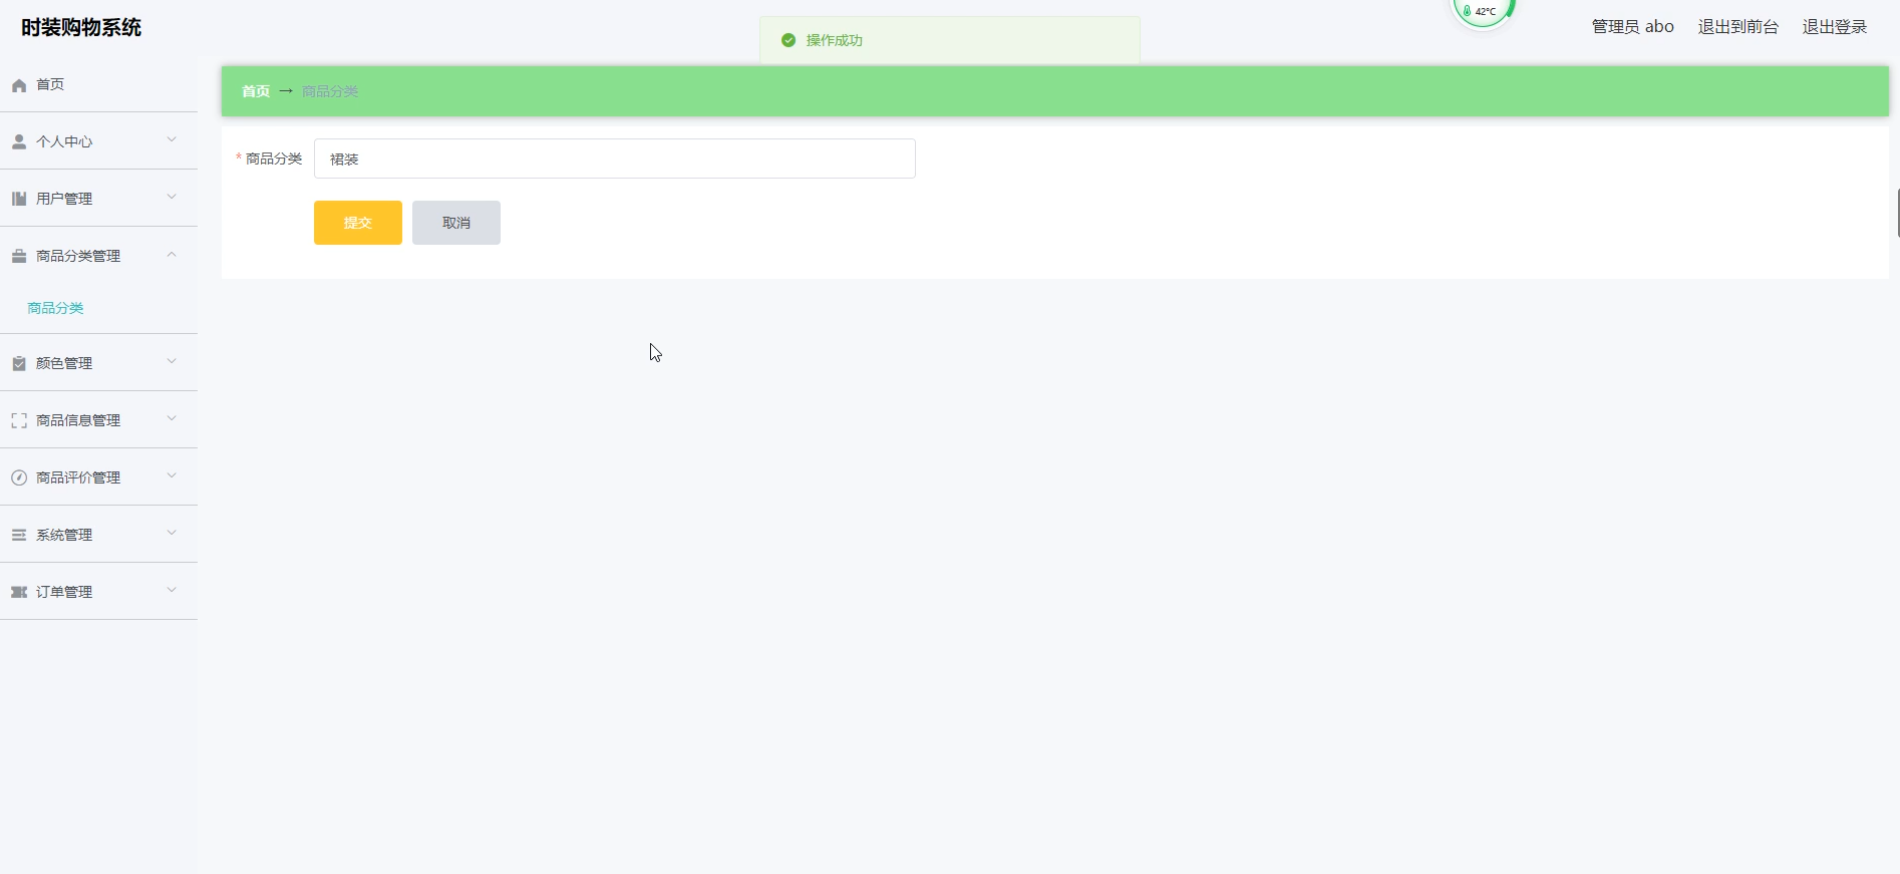 时装购物系统
操作成功
42°C
管理员 abo
退出到前台
退出登录
首页
个人中心
用户管理
商品分类管理
商品分类
颜色管理
商品信息管理
商品评价管理
系统管理
订单管理
首页 → 商品分类
* 商品分类
裙装
提交
取消